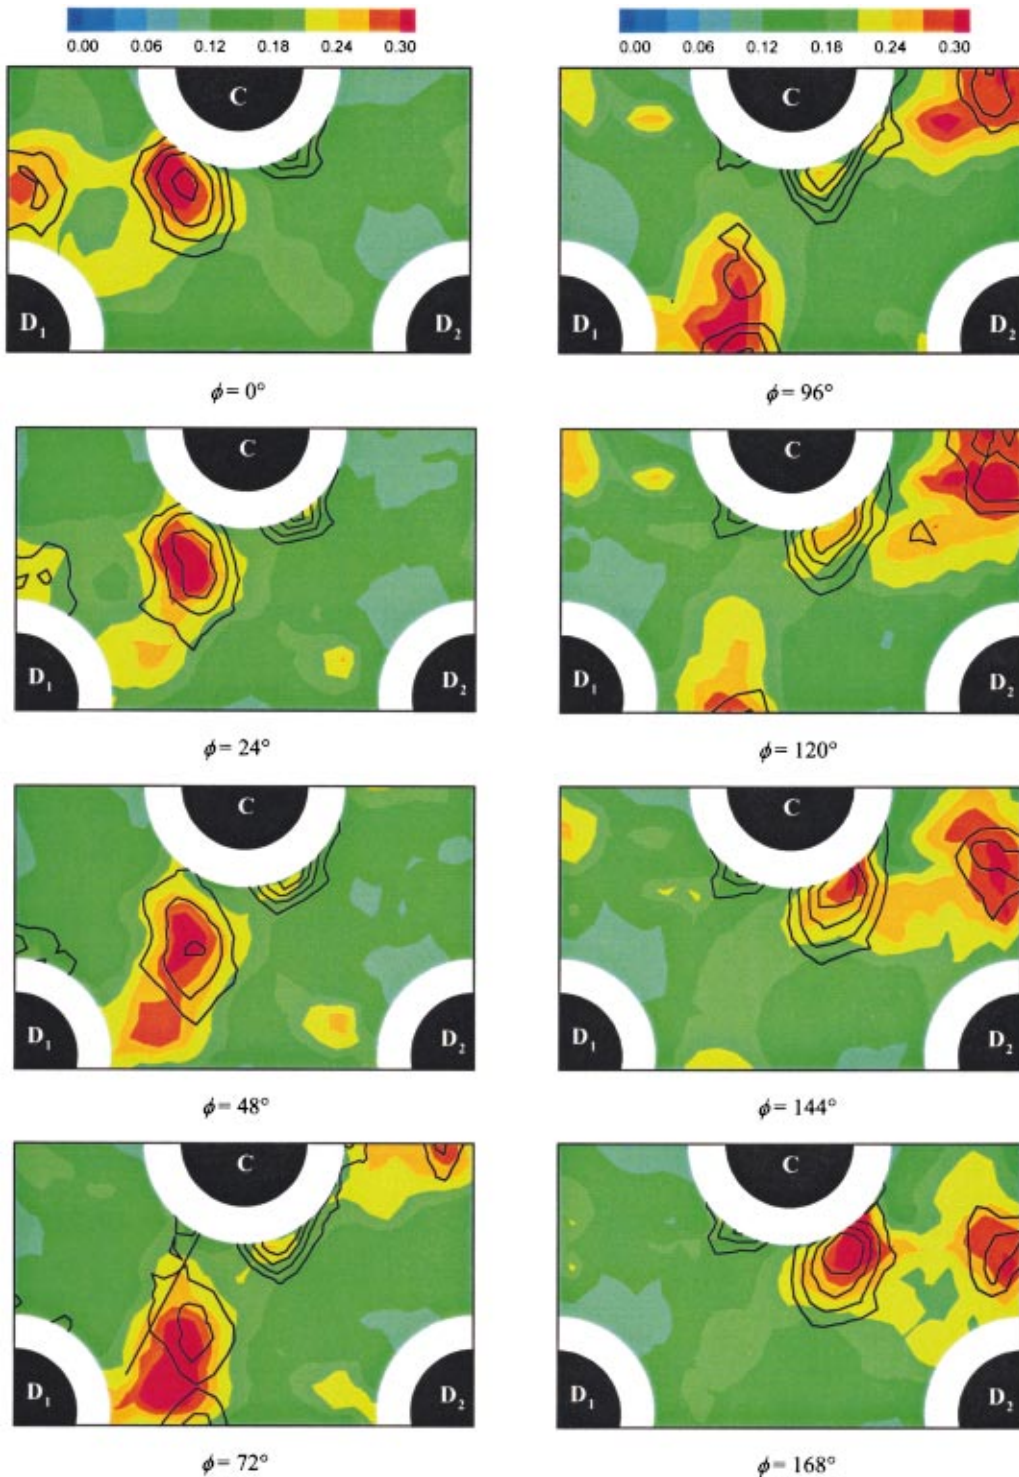 0.00 0.06 0.12 0.18 0.24 0.30
0.00 0.06 0.12 0.18 0.24 0.30
C
D₁
D₂
ϕ = 0°
C
D₁
D₂
ϕ = 96°
C
D₁
D₂
ϕ = 24°
C
D₁
D₂
ϕ = 120°
C
D₁
D₂
ϕ = 48°
C
D₁
D₂
ϕ = 144°
C
D₁
D₂
ϕ = 72°
C
D₁
D₂
ϕ = 168°